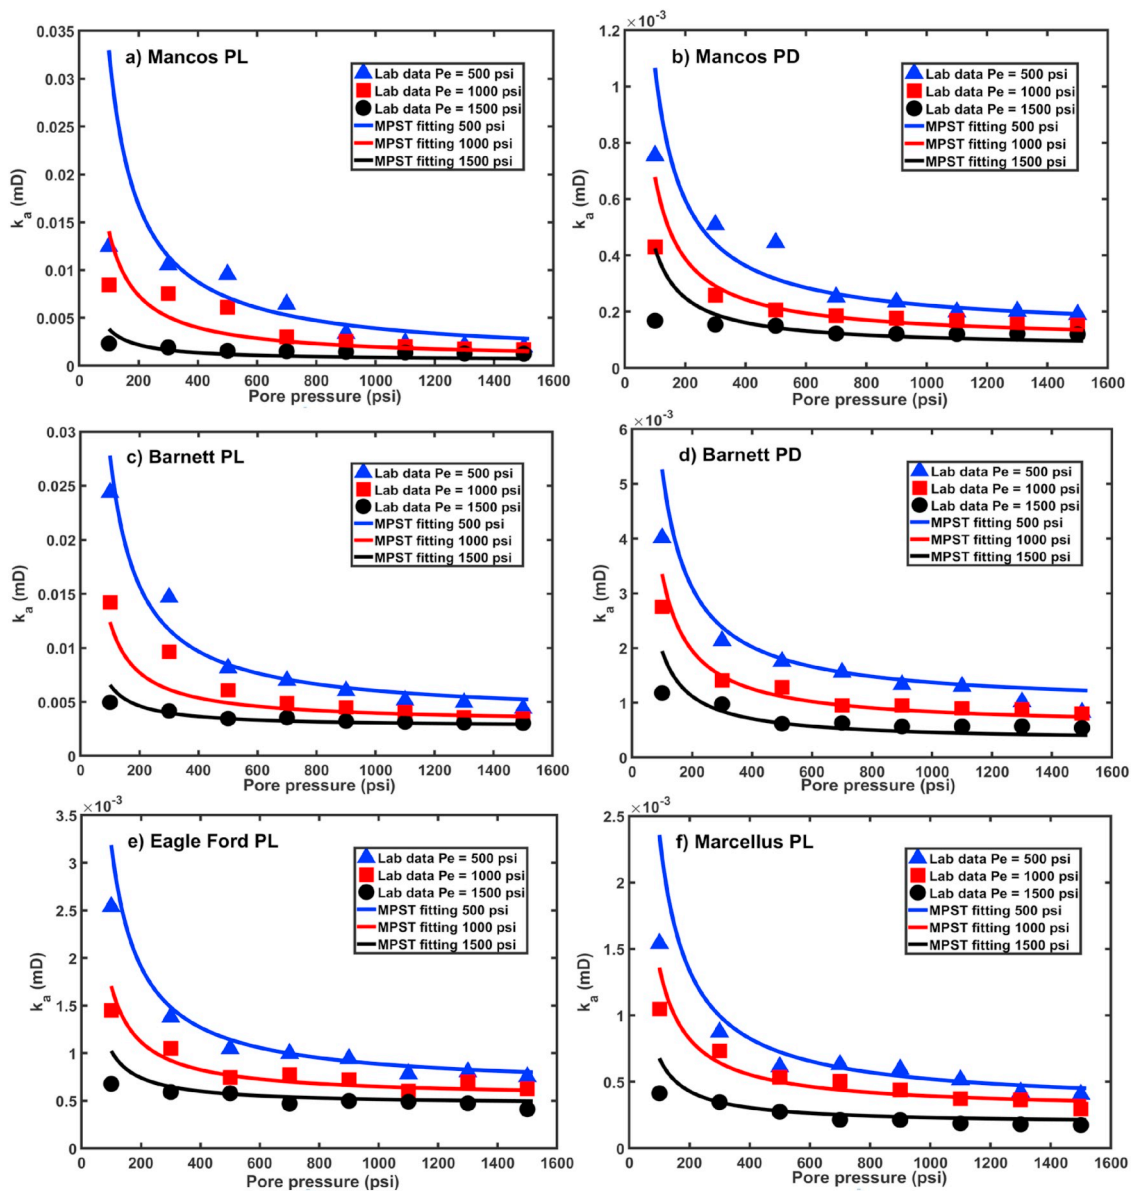 a) Mancos PL
0.035
0.03
0.025
0.02
0.015
0.01
0.005
0
k_a (mD)
Lab data Pe = 500 psi
Lab data Pe = 1000 psi
Lab data Pe = 1500 psi
MPST fitting 500 psi
MPST fitting 1000 psi
MPST fitting 1500 psi
0 200 400 600 800 1000 1200 1400 1600
Pore pressure (psi)
×10⁻³
b) Mancos PD
1.2
1
0.8
0.6
0.4
0.2
0
k_a (mD)
Lab data Pe = 500 psi
Lab data Pe = 1000 psi
Lab data Pe = 1500 psi
MPST fitting 500 psi
MPST fitting 1000 psi
MPST fitting 1500 psi
0 200 400 600 800 1000 1200 1400 1600
Pore pressure (psi)
c) Barnett PL
0.03
0.025
0.02
0.015
0.01
0.005
0
k_a (mD)
Lab data Pe = 500 psi
Lab data Pe = 1000 psi
Lab data Pe = 1500 psi
MPST fitting 500 psi
MPST fitting 1000 psi
MPST fitting 1500 psi
0 200 400 600 800 1000 1200 1400 1600
Pore pressure (psi)
×10⁻³
d) Barnett PD
6
5
4
3
2
1
0
k_a (mD)
Lab data Pe = 500 psi
Lab data Pe = 1000 psi
Lab data Pe = 1500 psi
MPST fitting 500 psi
MPST fitting 1000 psi
MPST fitting 1500 psi
0 200 400 600 800 1000 1200 1400 1600
Pore pressure (psi)
×10⁻³
e) Eagle Ford PL
3.5
3
2.5
2
1.5
1
0.5
0
k_a (mD)
Lab data Pe = 500 psi
Lab data Pe = 1000 psi
Lab data Pe = 1500 psi
MPST fitting 500 psi
MPST fitting 1000 psi
MPST fitting 1500 psi
0 200 400 600 800 1000 1200 1400 1600
Pore pressure (psi)
×10⁻³
f) Marcellus PL
2.5
2
1.5
1
0.5
0
k_a (mD)
Lab data Pe = 500 psi
Lab data Pe = 1000 psi
Lab data Pe = 1500 psi
MPST fitting 500 psi
MPST fitting 1000 psi
MPST fitting 1500 psi
0 200 400 600 800 1000 1200 1400 1600
Pore pressure (psi)